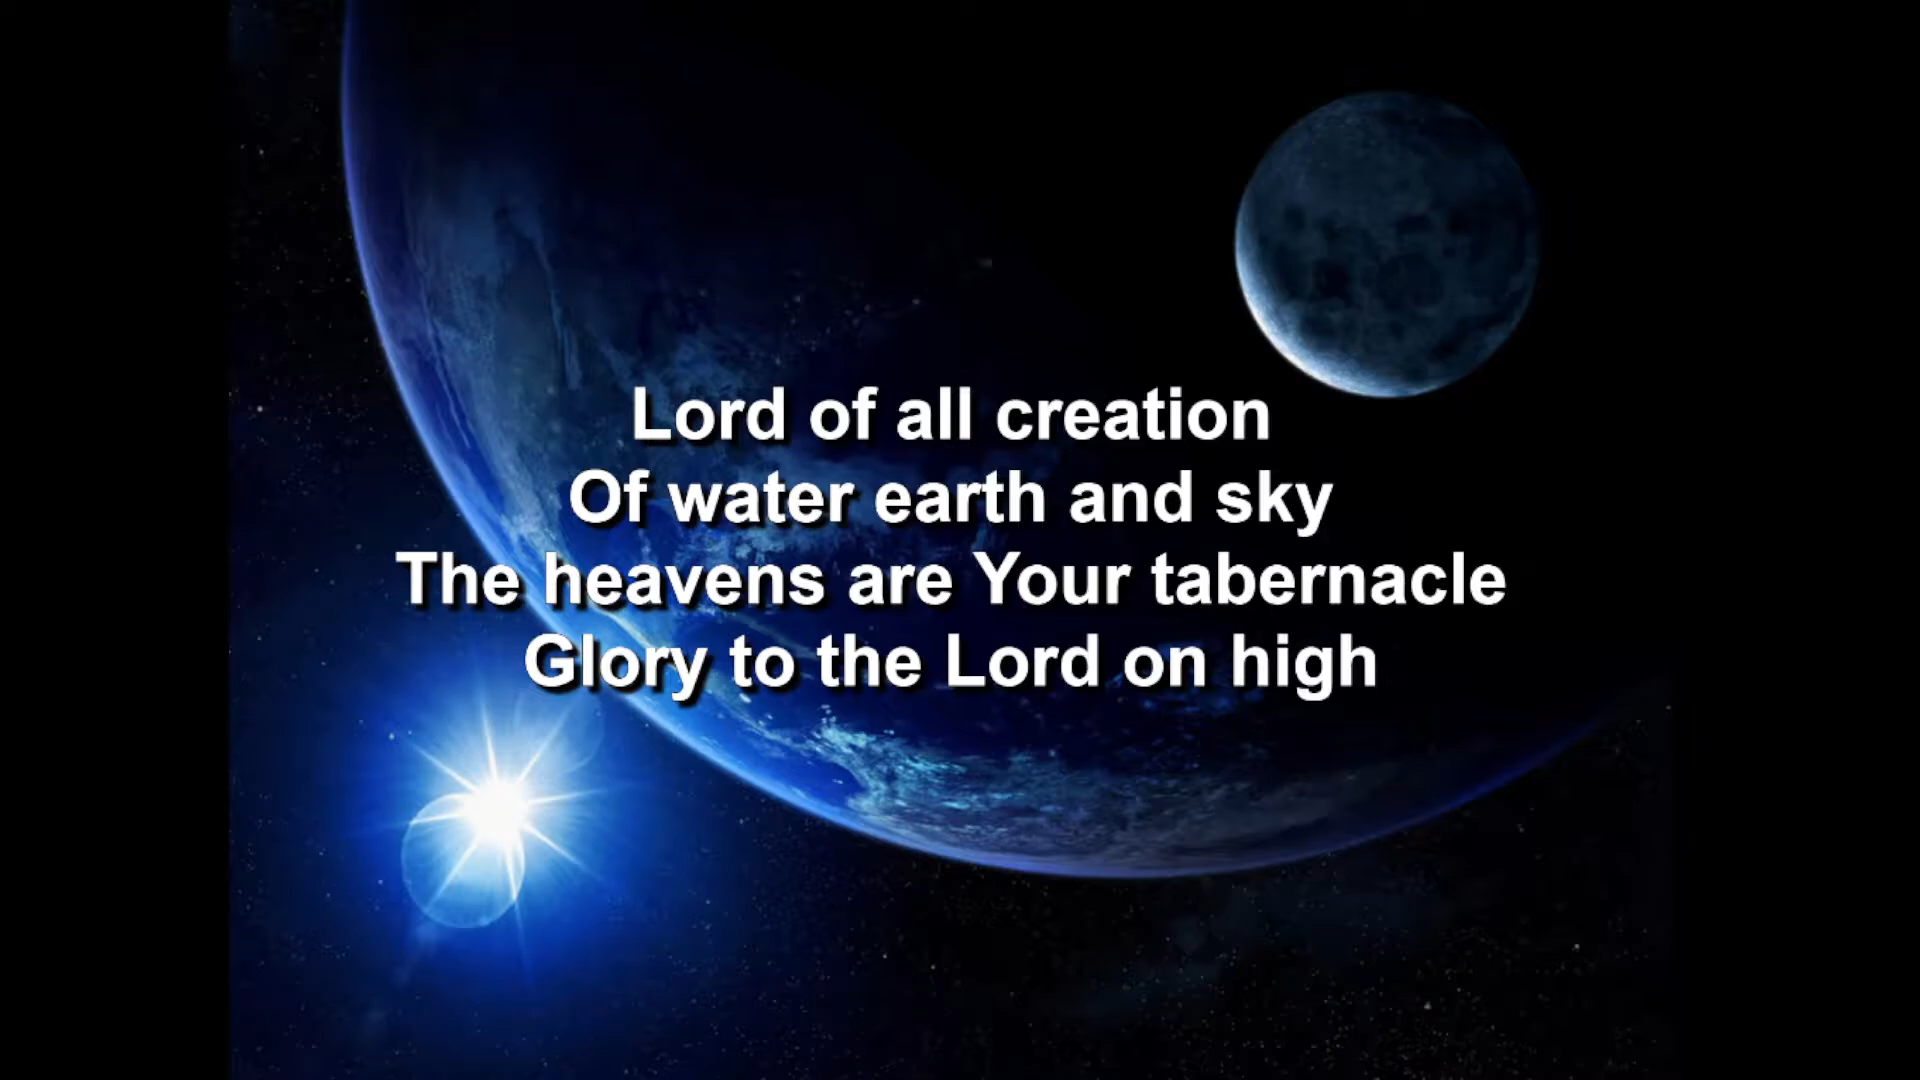 Lord of all creation
Of water earth and sky
The heavens are Your tabernacle
Glory to the Lord on high